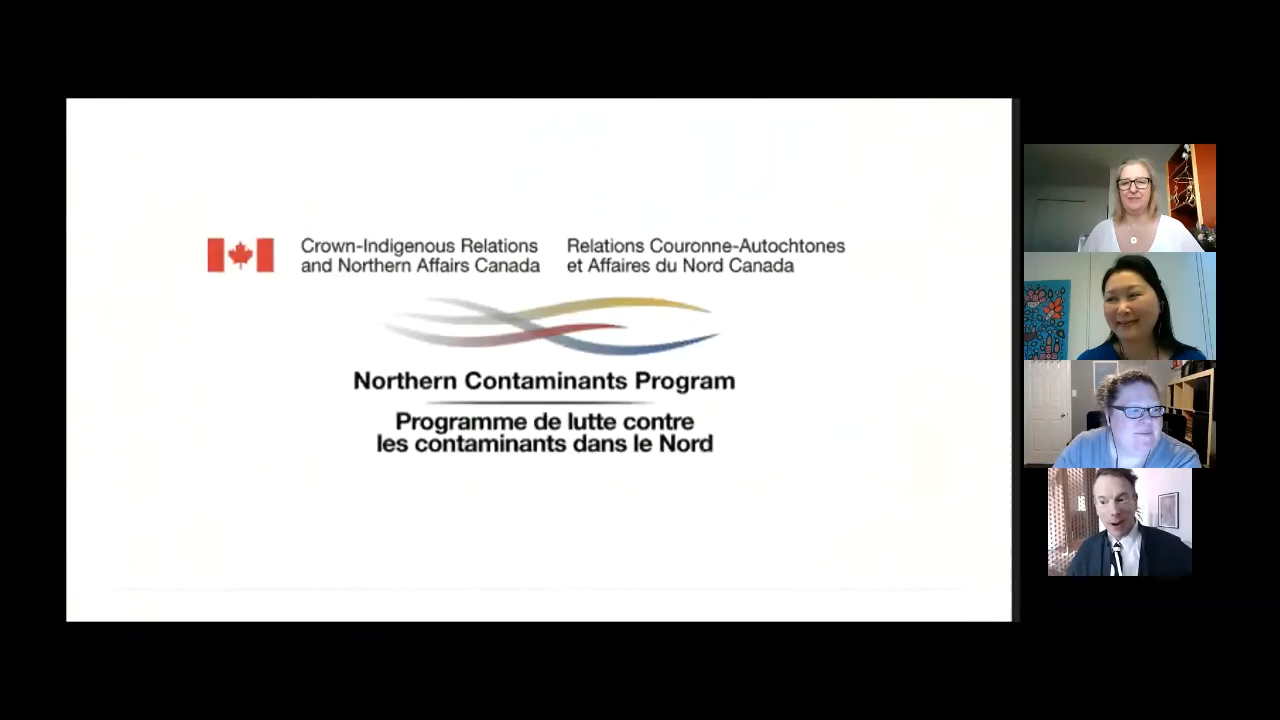 Crown-Indigenous Relations
and Northern Affairs Canada
Relations Couronne-Autochtones
et Affaires du Nord Canada
Northern Contaminants Program
Programme de lutte contre
les contaminants dans le Nord